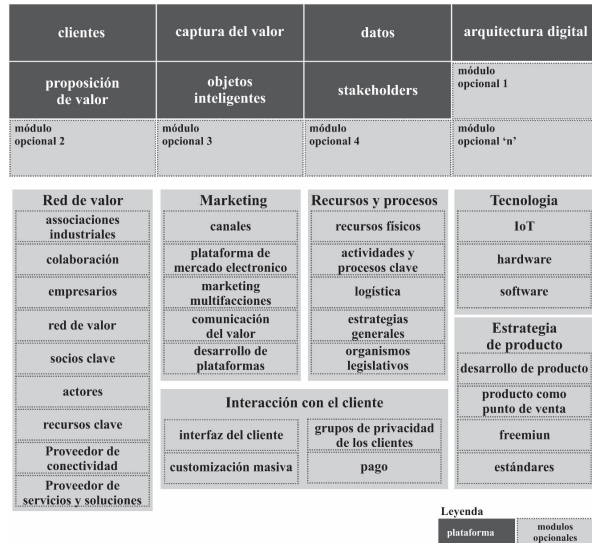 clientes
captura del valor
datos
arquitectura digital
proposición
de valor
objetos
inteligentes
stakeholders
módulo
opcional 1
módulo
opcional 2
módulo
opcional 3
módulo
opcional 4
módulo
opcional ‘n’
Red de valor
associaciones
industriales
colaboración
empresarios
red de valor
socios clave
actores
recursos clave
Proveedor de
conectividad
Proveedor de
servicios y soluciones
Marketing
canales
plataforma de
mercado electronico
marketing
multifacciones
comunicación
del valor
desarrollo de
plataformas
Recursos y procesos
recursos físicos
actividades y
procesos clave
logística
estrategias
generales
organismos
legislativos
Interacción con el cliente
interfaz del cliente
grupos de privacidad
de los clientes
customización masiva
pago
Tecnologia
IoT
hardware
software
Estrategia
de producto
desarrollo de producto
producto como
punto de venta
freemiun
estándares
Leyenda
plataforma
modulos
opcionales